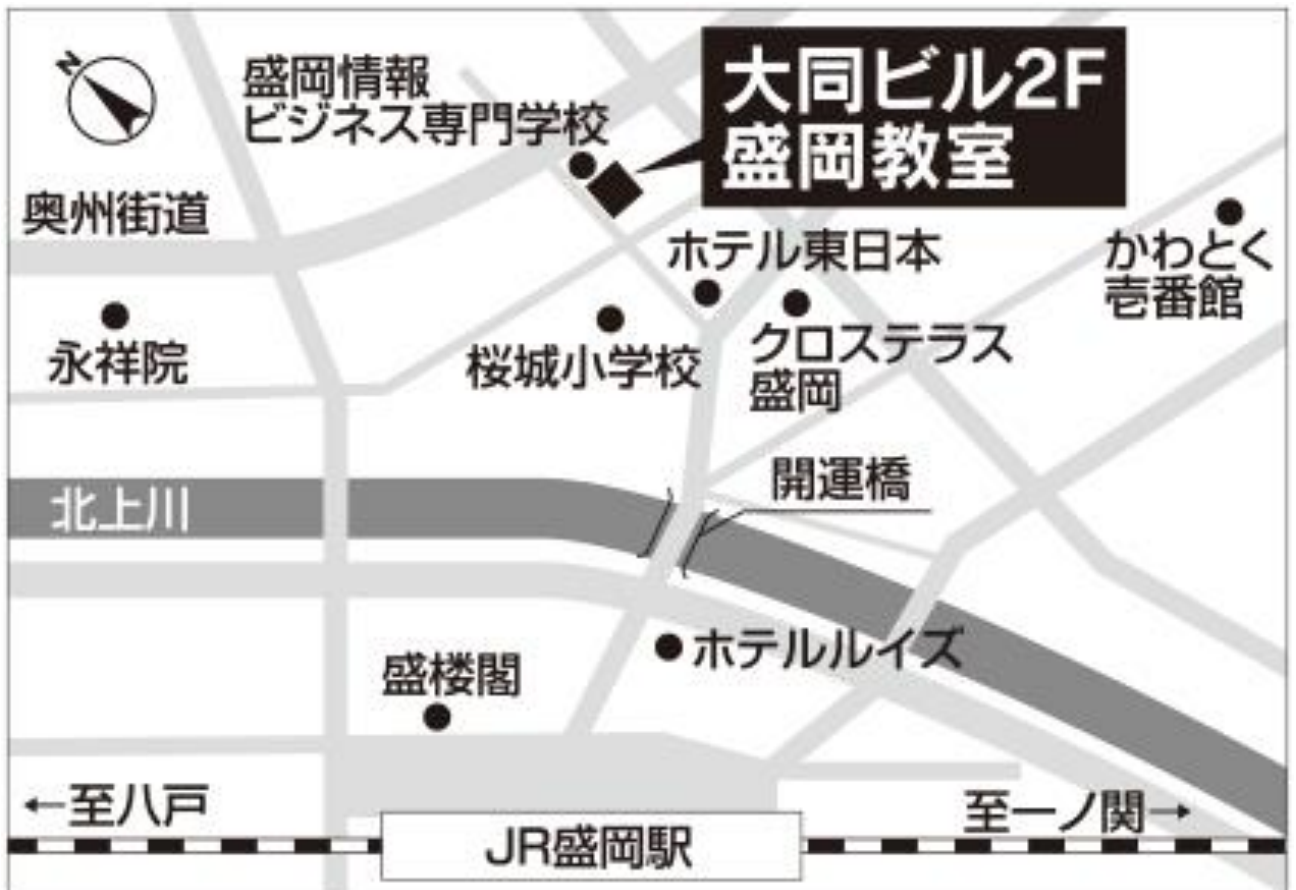 N
盛岡情報
ビジネス専門学校
大同ビル2F
盛岡教室
奥州街道
ホテル東日本
かわとく
壱番館
永祥院
桜城小学校
クロステラス
盛岡
開運橋
北上川
ホテルルイズ
盛楼閣
←至八戸
至一ノ関→
JR盛岡駅